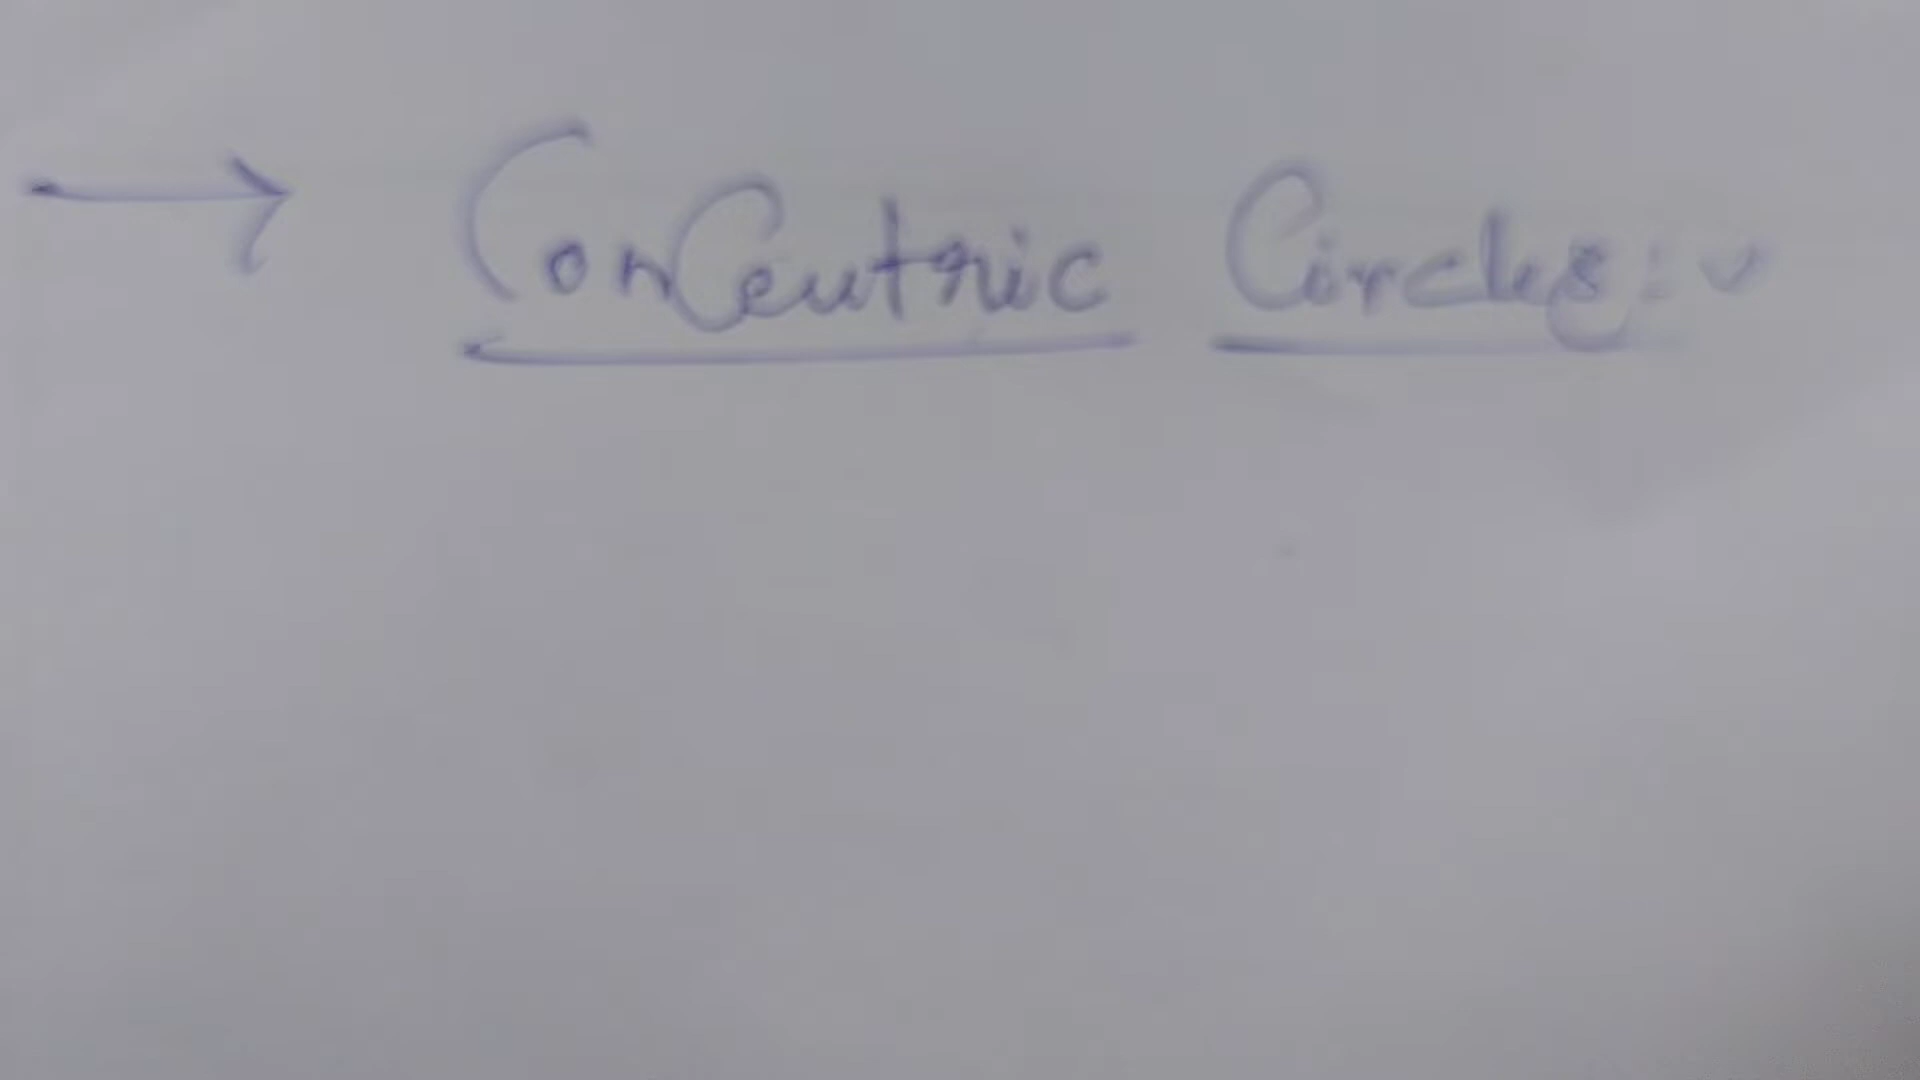 → ConCentric Circles :-